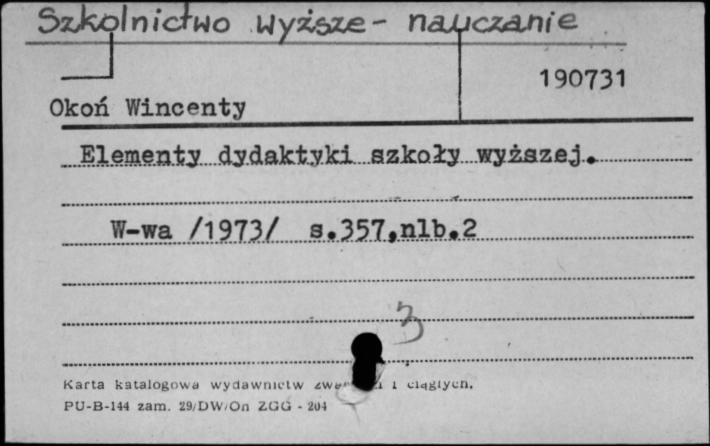 Szkolnictwo wyższe - nauczanie
190731
Okoń Wincenty
Elementy dydaktyki szkoły wyższej.
W-wa /1973/ s.357,nlb.2
3
Karta katalogowa wydawnictw i ciągłych.
PU-B-144 zam. 29/DW/On ZGG - 204